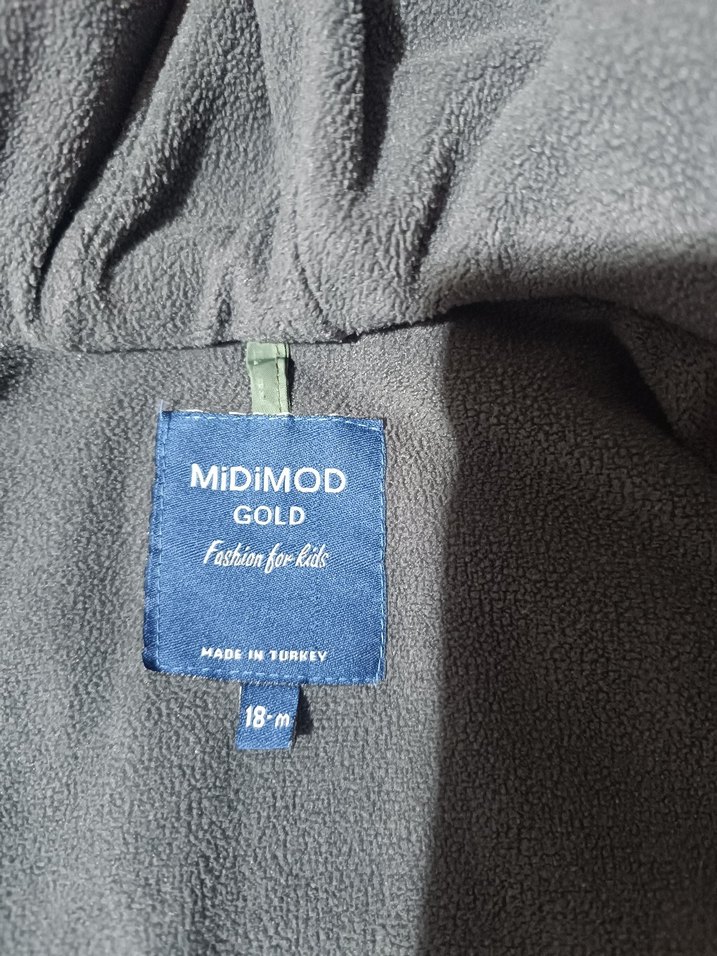 MiDiMOD
GOLD
Fashion for kids
MADE IN TURKEY
18-m